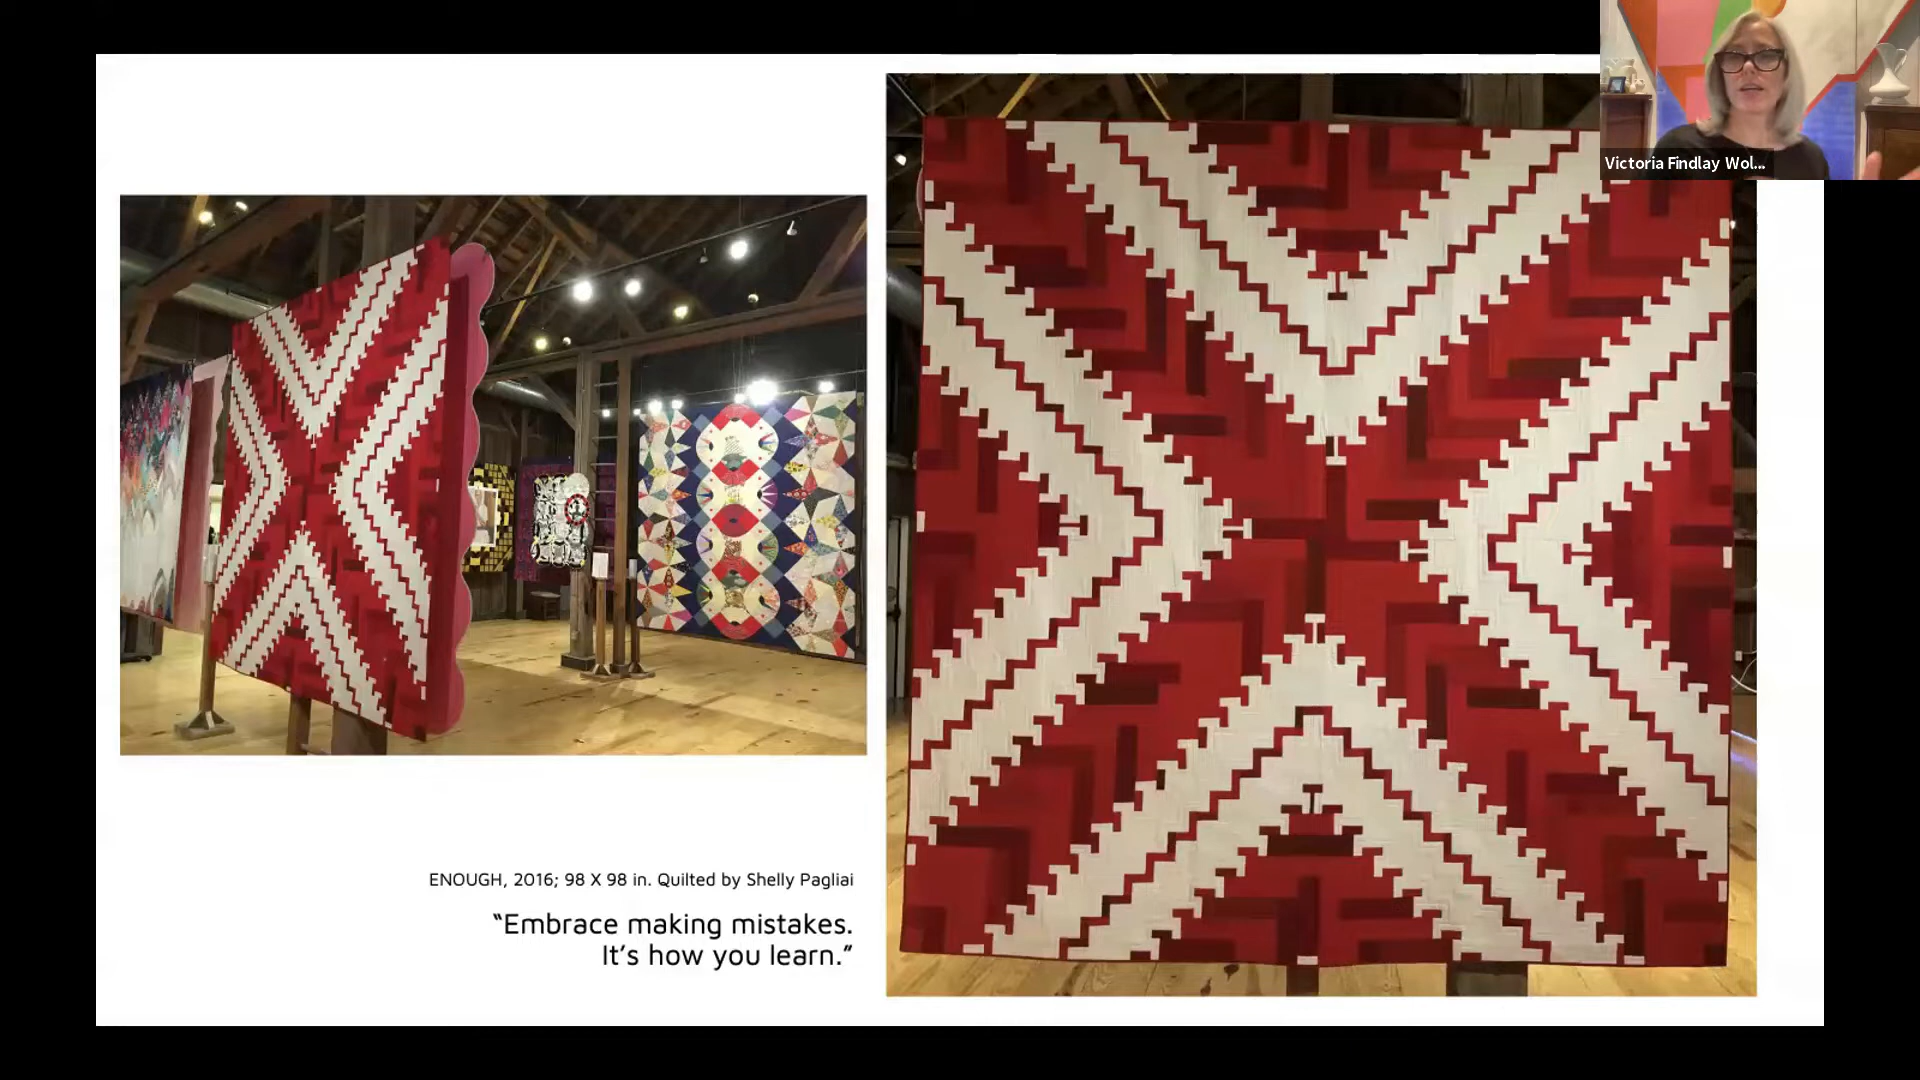 Victoria Findlay Wol...
ENOUGH, 2016; 98 X 98 in. Quilted by Shelly Pagliai
“Embrace making mistakes.
It’s how you learn.”